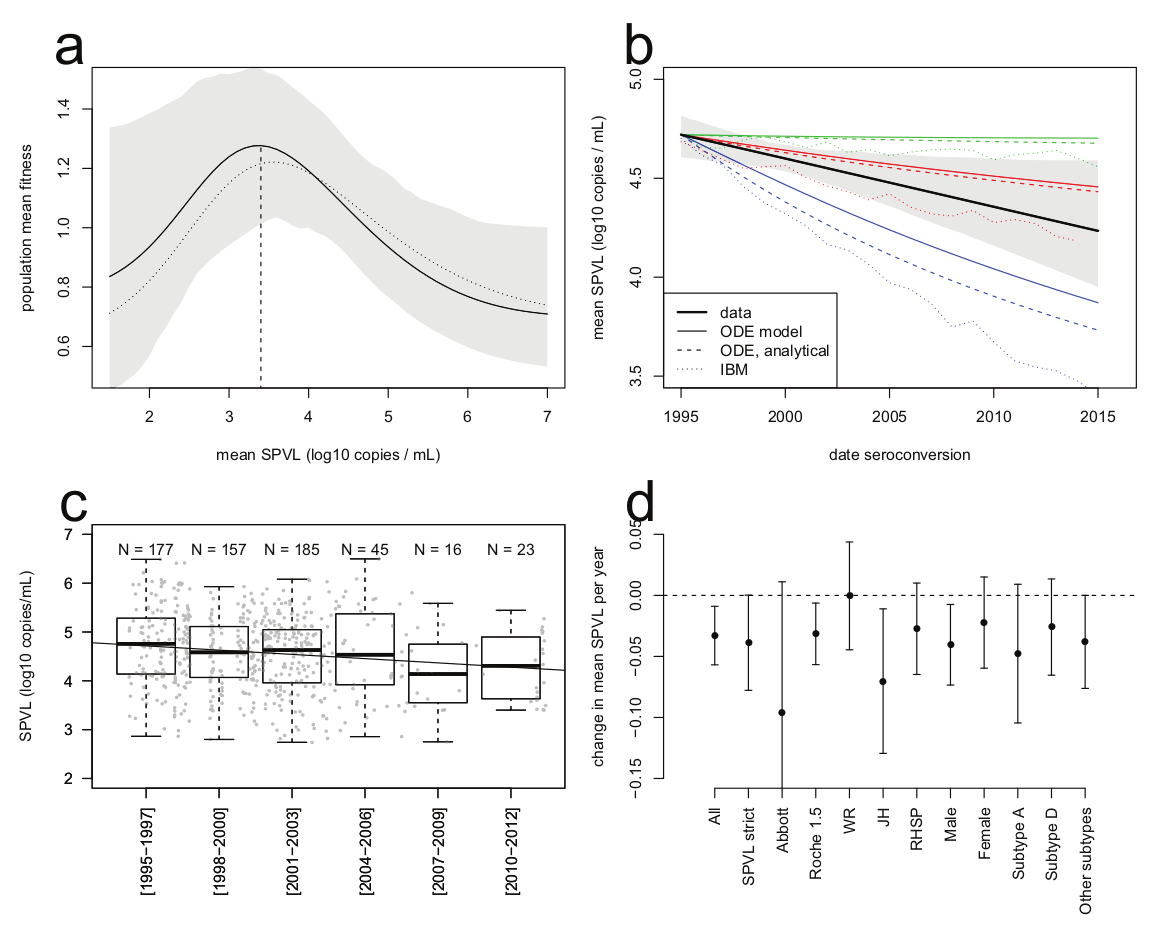 a
population mean fitness
0.6 0.8 1.0 1.2 1.4
2 3 4 5 6 7
mean SPVL (log10 copies / mL)
b
mean SPVL (log10 copies / mL)
3.5 4.0 4.5 5.0
data
ODE model
ODE, analytical
IBM
1995 2000 2005 2010 2015
date seroconversion
c
SPVL (log10 copies/mL)
7
6
5
4
3
2
N = 177 N = 157 N = 185 N = 45 N = 16 N = 23
[1995−1997] [1998−2000] [2001−2003] [2004−2006] [2007−2009] [2010−2012]
d
change in mean SPVL per year
−0.15 −0.10 −0.05 0.00 0.05
All SPVL strict Abbott Roche 1.5 WR JH RHSP Male Female Subtype A Subtype D Other subtypes